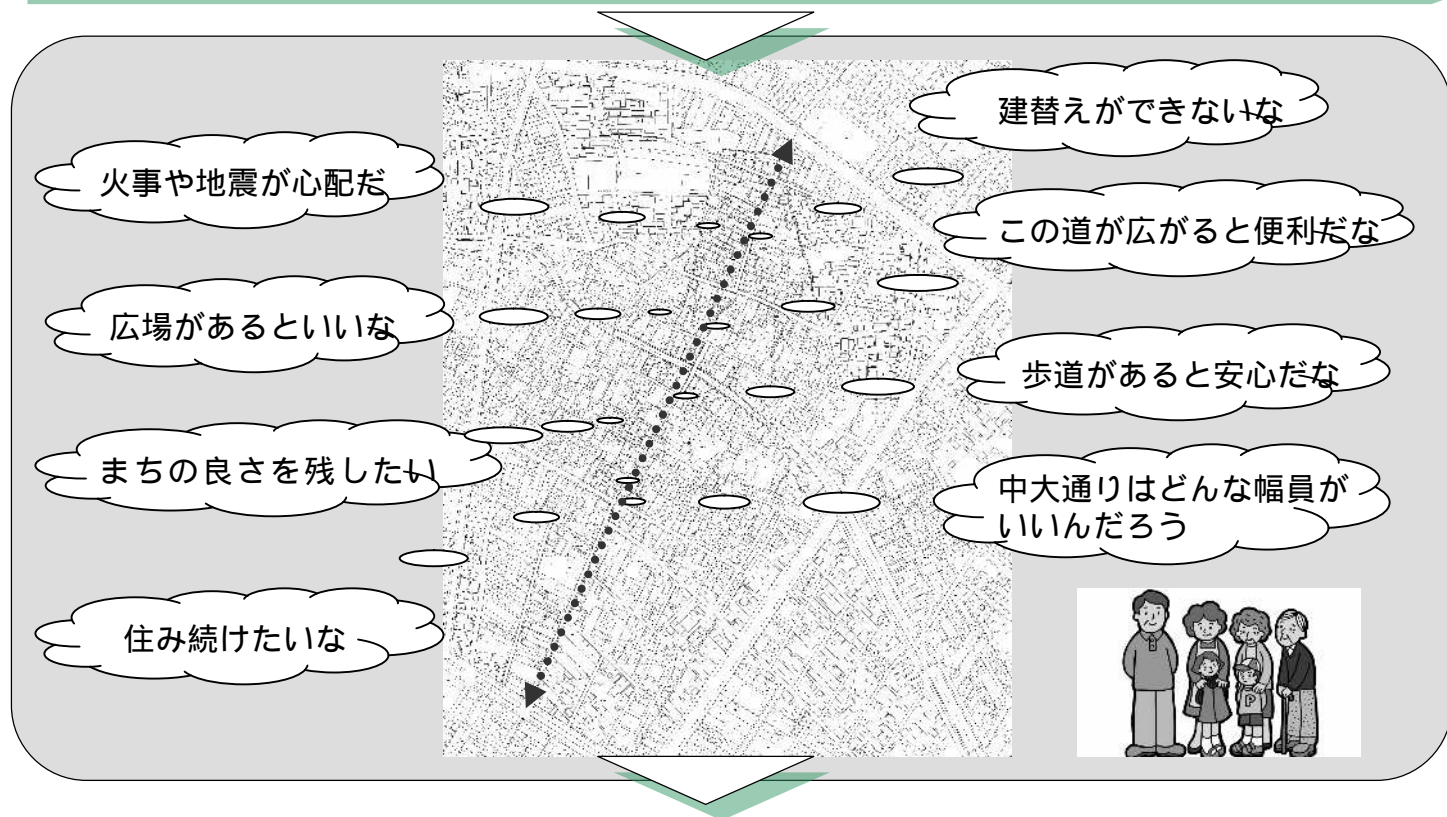 火事や地震が心配だ
広場があるといいな
まちの良さを残したい
住み続けたいな
建替えができないな
この道が広がると便利だな
歩道があると安心だな
中大通りはどんな幅員が
いいんだろう
P